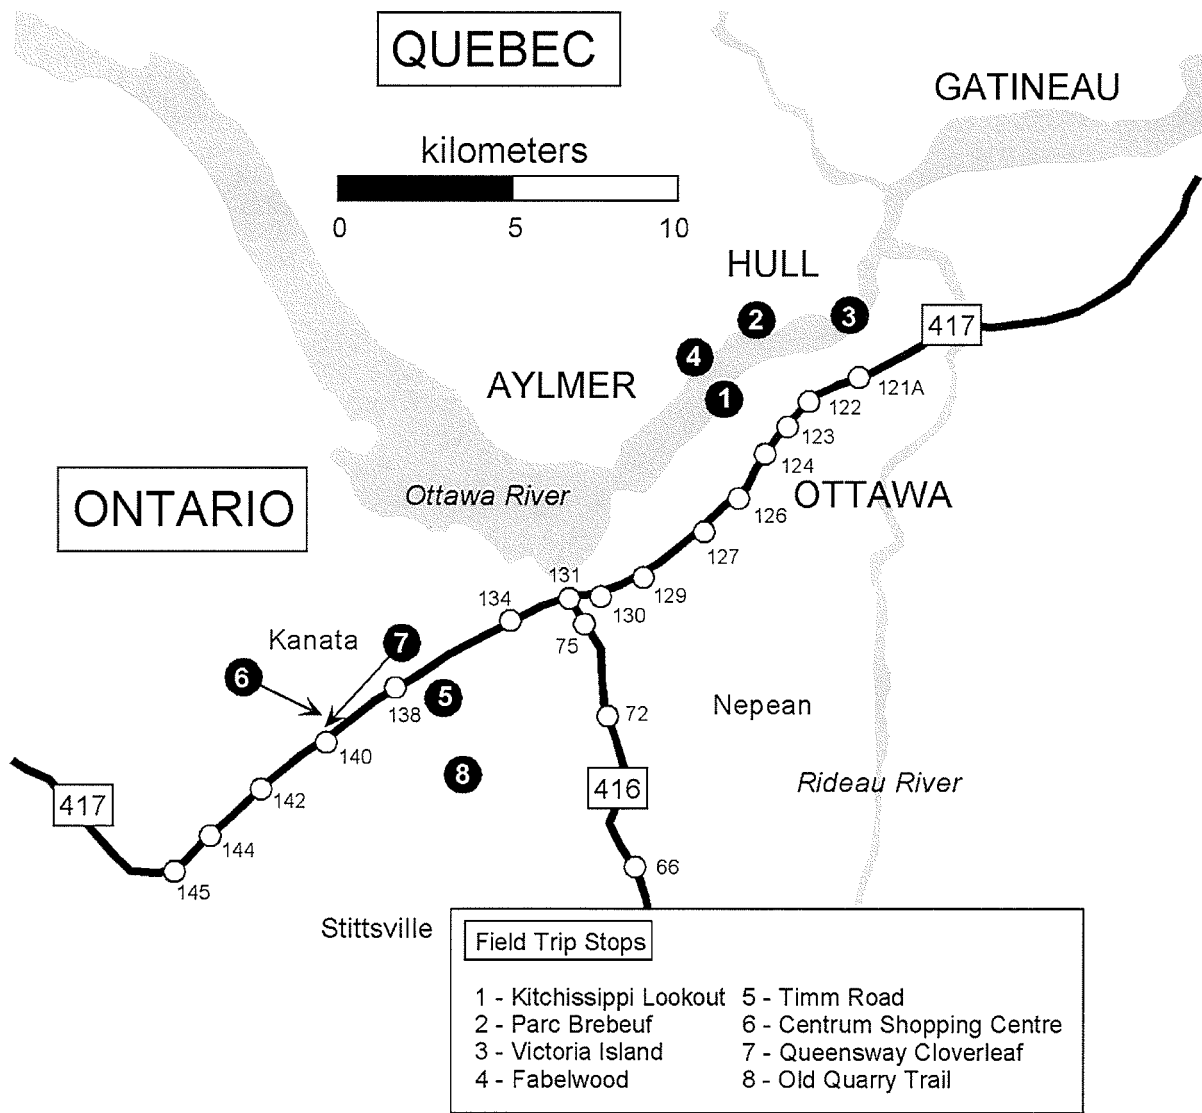 QUEBEC
GATINEAU
kilometers
0 5 10
HULL
2
3
417
4
AYLMER
1
121A
122
123
124
ONTARIO
Ottawa River
126
OTTAWA
127
131
129
134
130
75
Kanata
7
6
5
138
72
Nepean
140
8
416
Rideau River
142
417
144
66
145
Stittsville
Field Trip Stops
1 - Kitchissippi Lookout
2 - Parc Brebeuf
3 - Victoria Island
4 - Fabelwood
5 - Timm Road
6 - Centrum Shopping Centre
7 - Queensway Cloverleaf
8 - Old Quarry Trail